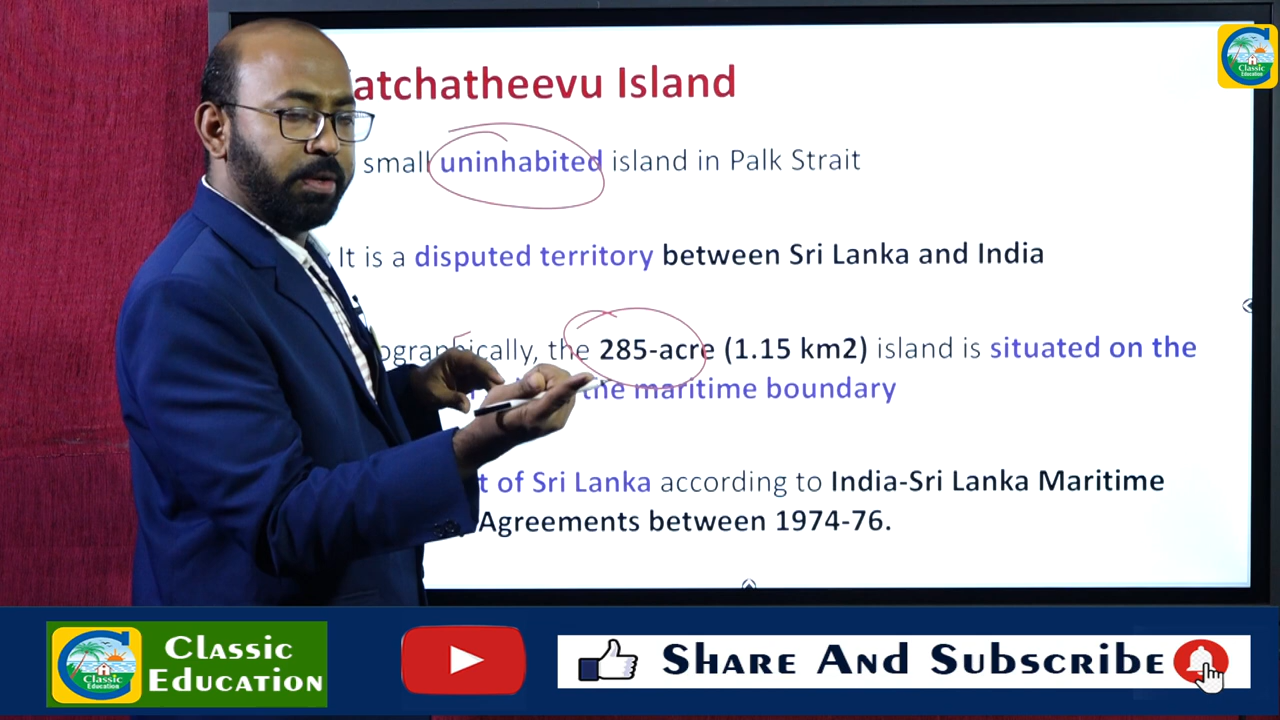 atchatheevu Island
small uninhabited island in Palk Strait
It is a disputed territory between Sri Lanka and India
ographically, the 285-acre (1.15 km2) island is situated on the
the maritime boundary
t of Sri Lanka according to India-Sri Lanka Maritime
Agreements between 1974-76.
Classic
Education
Classic
Education
Classic
Education
Share And Subscribe